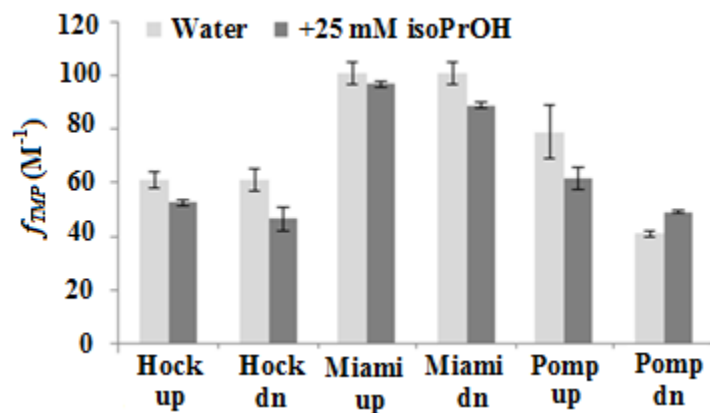 Water +25 mM isoPrOH
f_TMP (M⁻¹)
120
100
80
60
40
20
0
Hock Hock Miami Miami Pomp Pomp
up dn up dn up dn